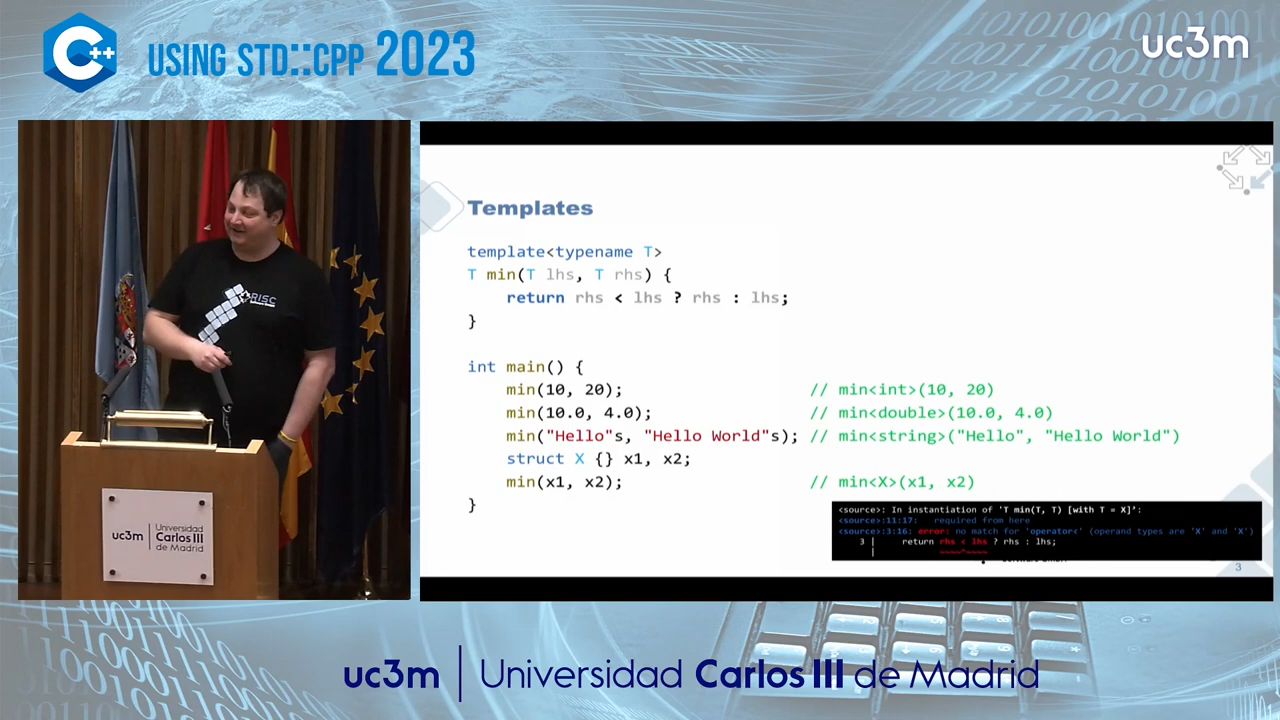 C++
USING STD::CPP 2023
uc3m
RISC
Templates
template<typename T>
T min(T lhs, T rhs) {
    return rhs < lhs ? rhs : lhs;
}
int main() {
    min(10, 20); // min<int>(10, 20)
    min(10.0, 4.0); // min<double>(10.0, 4.0)
    min("Hello"s, "Hello World"s); // min<string>("Hello", "Hello World")
    struct X {} x1, x2;
    min(x1, x2); // min<X>(x1, x2)
}
<source>: In instantiation of 'T min(T, T) [with T = X]':
<source>:11:17:   required from here
<source>:3:16: error: no match for 'operator<' (operand types are 'X' and 'X')
3 |     return rhs < lhs ? rhs : lhs;
|            ~~~~^~~~~
3
uc3m | Universidad
Carlos III
de Madrid
uc3m | Universidad Carlos III de Madrid